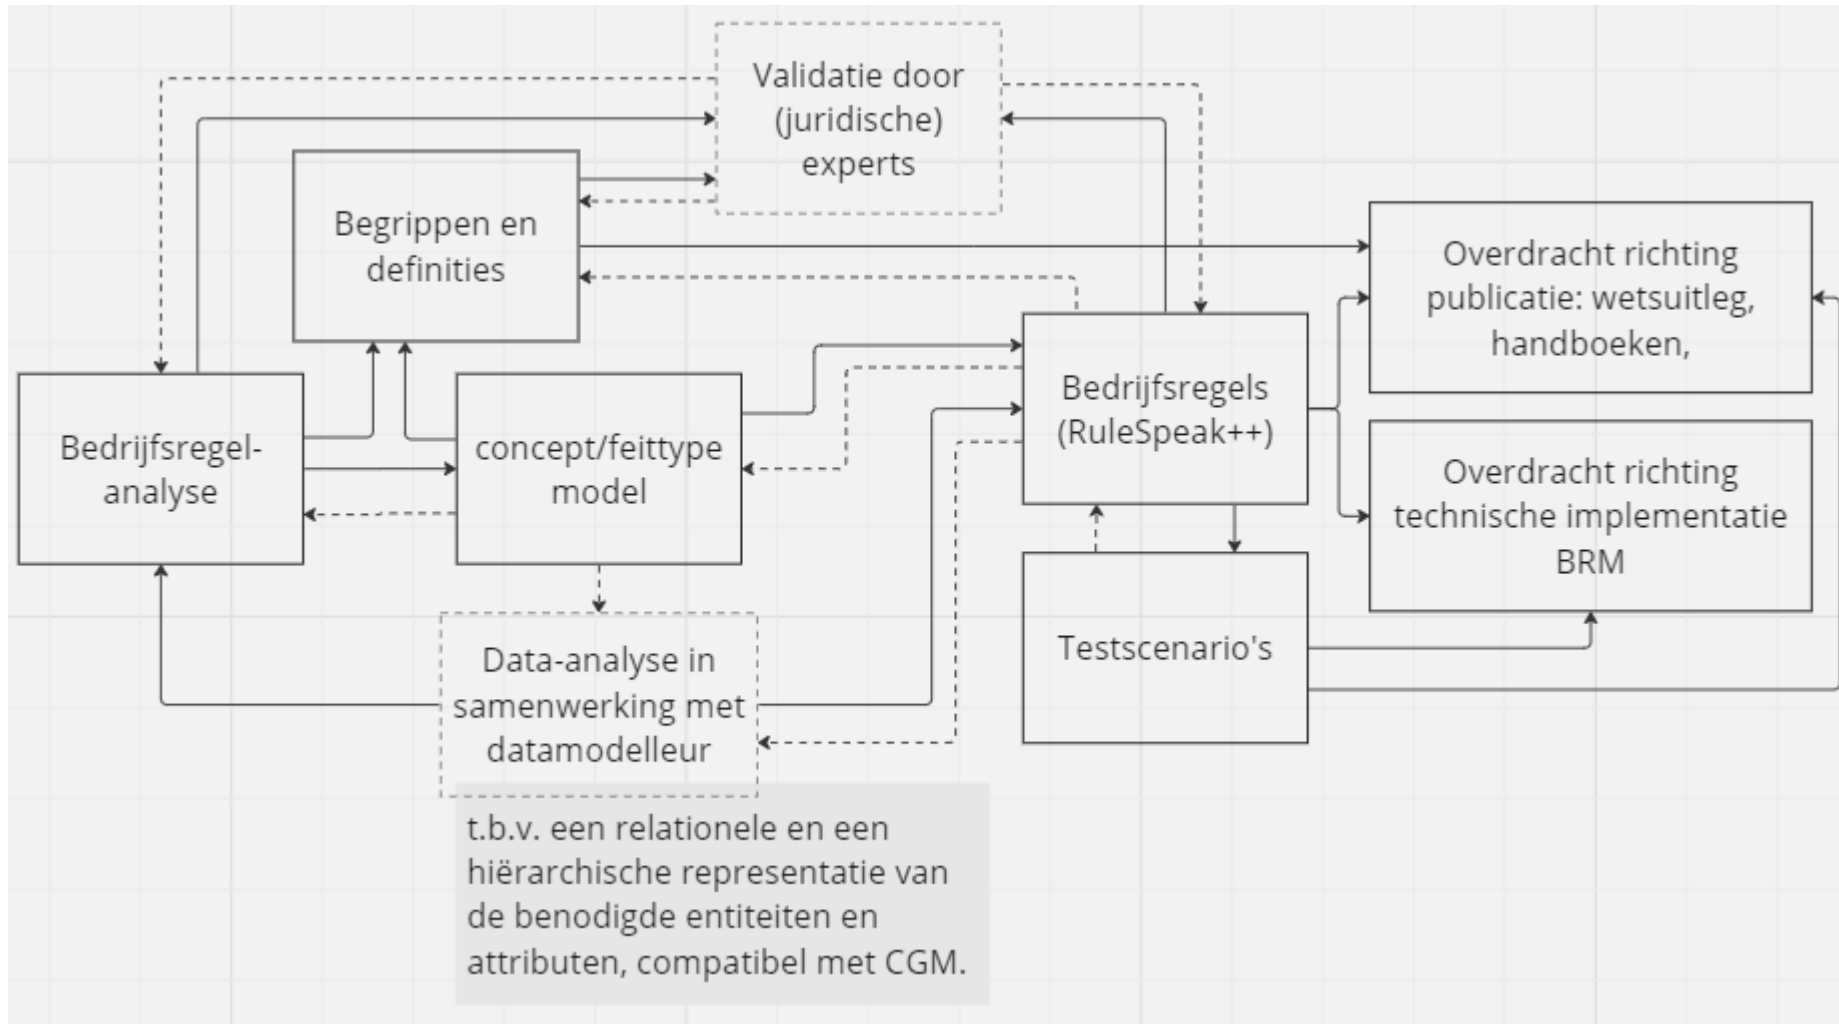 Validatie door
(juridische)
experts
Begrippen en
definities
Overdracht richting
publicatie: wetsuitleg,
handboeken,
Bedrijfsregel-
analyse
concept/feittype
model
Bedrijfsregels
(RuleSpeak++)
Overdracht richting
technische implementatie
BRM
Data-analyse in
samenwerking met
datamodelleur
Testscenario's
t.b.v. een relationele en een
hiërarchische representatie van
de benodigde entiteiten en
attributen, compatibel met CGM.